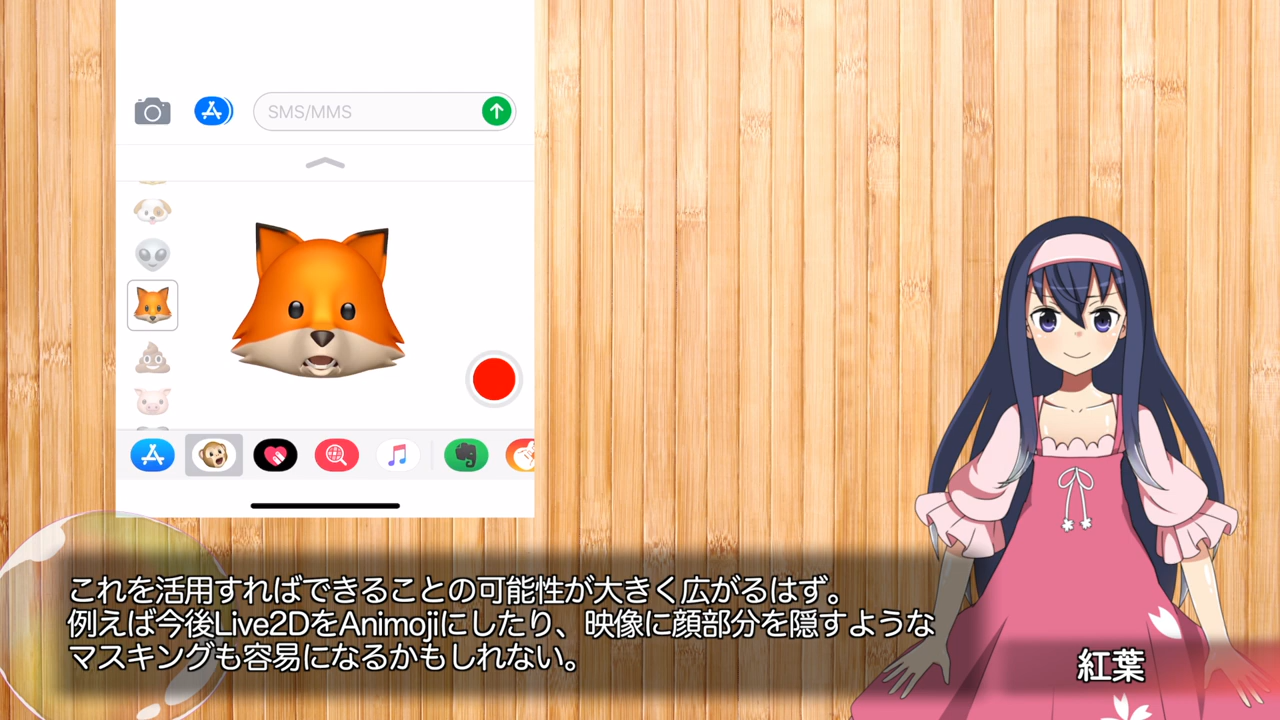 SMS/MMS
これを活用すればできることの可能性が大きく広がるはず。
例えば今後Live2DをAnimojiにしたり、映像に顔部分を隠すような
マスキングも容易になるかもしれない。
紅葉